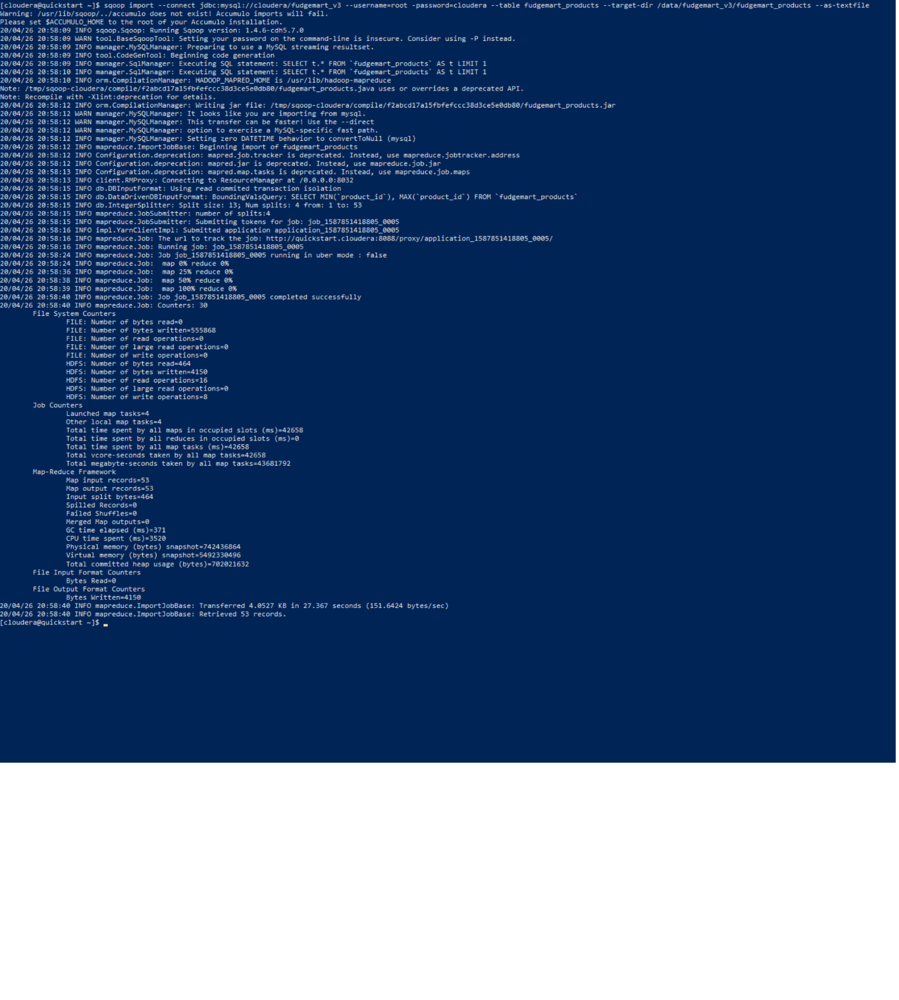 [cloudera@quickstart ~]$ sqoop import --connect jdbc:mysql://cloudera/fudgemart_v3 --username=root -password=cloudera --table fudgemart_products --target-dir /data/fudgemart_v3/fudgemart_products --as-textfile
Warning: /usr/lib/sqoop/../accumulo does not exist! Accumulo imports will fail.
Please set $ACCUMULO_HOME to the root of your Accumulo installation.
20/04/26 20:58:09 INFO sqoop.Sqoop: Running Sqoop version: 1.4.6-cdh5.7.0
20/04/26 20:58:09 WARN tool.BaseSqoopTool: Setting your password on the command-line is insecure. Consider using -P instead.
20/04/26 20:58:09 INFO manager.MySQLManager: Preparing to use a MySQL streaming resultset.
20/04/26 20:58:09 INFO tool.CodeGenTool: Beginning code generation
20/04/26 20:58:09 INFO manager.SqlManager: Executing SQL statement: SELECT t.* FROM `fudgemart_products` AS t LIMIT 1
20/04/26 20:58:10 INFO manager.SqlManager: Executing SQL statement: SELECT t.* FROM `fudgemart_products` AS t LIMIT 1
20/04/26 20:58:10 INFO orm.CompilationManager: HADOOP_MAPRED_HOME is /usr/lib/hadoop-mapreduce
Note: /tmp/sqoop-cloudera/compile/f2abcd17a15fbfefccc38d3ce5e0db80/fudgemart_products.java uses or overrides a deprecated API.
Note: Recompile with -Xlint:deprecation for details.
20/04/26 20:58:12 INFO orm.CompilationManager: Writing jar file: /tmp/sqoop-cloudera/compile/f2abcd17a15fbfefccc38d3ce5e0db80/fudgemart_products.jar
20/04/26 20:58:12 WARN manager.MySQLManager: It looks like you are importing from mysql.
20/04/26 20:58:12 WARN manager.MySQLManager: This transfer can be faster! Use the --direct
20/04/26 20:58:12 WARN manager.MySQLManager: option to exercise a MySQL-specific fast path.
20/04/26 20:58:12 INFO manager.MySQLManager: Setting zero DATETIME behavior to convertToNull (mysql)
20/04/26 20:58:12 INFO mapreduce.ImportJobBase: Beginning import of fudgemart_products
20/04/26 20:58:12 INFO Configuration.deprecation: mapred.job.tracker is deprecated. Instead, use mapreduce.jobtracker.address
20/04/26 20:58:12 INFO Configuration.deprecation: mapred.jar is deprecated. Instead, use mapreduce.job.jar
20/04/26 20:58:13 INFO Configuration.deprecation: mapred.map.tasks is deprecated. Instead, use mapreduce.job.maps
20/04/26 20:58:13 INFO client.RMProxy: Connecting to ResourceManager at /0.0.0.0:8032
20/04/26 20:58:15 INFO db.DBInputFormat: Using read commited transaction isolation
20/04/26 20:58:15 INFO db.DataDrivenDBInputFormat: BoundingValsQuery: SELECT MIN(`product_id`), MAX(`product_id`) FROM `fudgemart_products`
20/04/26 20:58:15 INFO db.IntegerSplitter: Split size: 13; Num splits: 4 from: 1 to: 53
20/04/26 20:58:15 INFO mapreduce.JobSubmitter: number of splits:4
20/04/26 20:58:15 INFO mapreduce.JobSubmitter: Submitting tokens for job: job_1587851418805_0005
20/04/26 20:58:16 INFO impl.YarnClientImpl: Submitted application application_1587851418805_0005
20/04/26 20:58:16 INFO mapreduce.Job: The url to track the job: http://quickstart.cloudera:8088/proxy/application_1587851418805_0005/
20/04/26 20:58:16 INFO mapreduce.Job: Running job: job_1587851418805_0005
20/04/26 20:58:24 INFO mapreduce.Job: Job job_1587851418805_0005 running in uber mode : false
20/04/26 20:58:24 INFO mapreduce.Job:  map 0% reduce 0%
20/04/26 20:58:36 INFO mapreduce.Job:  map 25% reduce 0%
20/04/26 20:58:38 INFO mapreduce.Job:  map 50% reduce 0%
20/04/26 20:58:39 INFO mapreduce.Job:  map 100% reduce 0%
20/04/26 20:58:40 INFO mapreduce.Job: Job job_1587851418805_0005 completed successfully
20/04/26 20:58:40 INFO mapreduce.Job: Counters: 30
File System Counters
FILE: Number of bytes read=0
FILE: Number of bytes written=555868
FILE: Number of read operations=0
FILE: Number of large read operations=0
FILE: Number of write operations=0
HDFS: Number of bytes read=464
HDFS: Number of bytes written=4150
HDFS: Number of read operations=16
HDFS: Number of large read operations=0
HDFS: Number of write operations=8
Job Counters
Launched map tasks=4
Other local map tasks=4
Total time spent by all maps in occupied slots (ms)=42658
Total time spent by all reduces in occupied slots (ms)=0
Total time spent by all map tasks (ms)=42658
Total vcore-seconds taken by all map tasks=42658
Total megabyte-seconds taken by all map tasks=43681792
Map-Reduce Framework
Map input records=53
Map output records=53
Input split bytes=464
Spilled Records=0
Failed Shuffles=0
Merged Map outputs=0
GC time elapsed (ms)=371
CPU time spent (ms)=3520
Physical memory (bytes) snapshot=742436864
Virtual memory (bytes) snapshot=5492330496
Total committed heap usage (bytes)=702021632
File Input Format Counters
Bytes Read=0
File Output Format Counters
Bytes Written=4150
20/04/26 20:58:40 INFO mapreduce.ImportJobBase: Transferred 4.0527 KB in 27.367 seconds (151.6424 bytes/sec)
20/04/26 20:58:40 INFO mapreduce.ImportJobBase: Retrieved 53 records.
[cloudera@quickstart ~]$